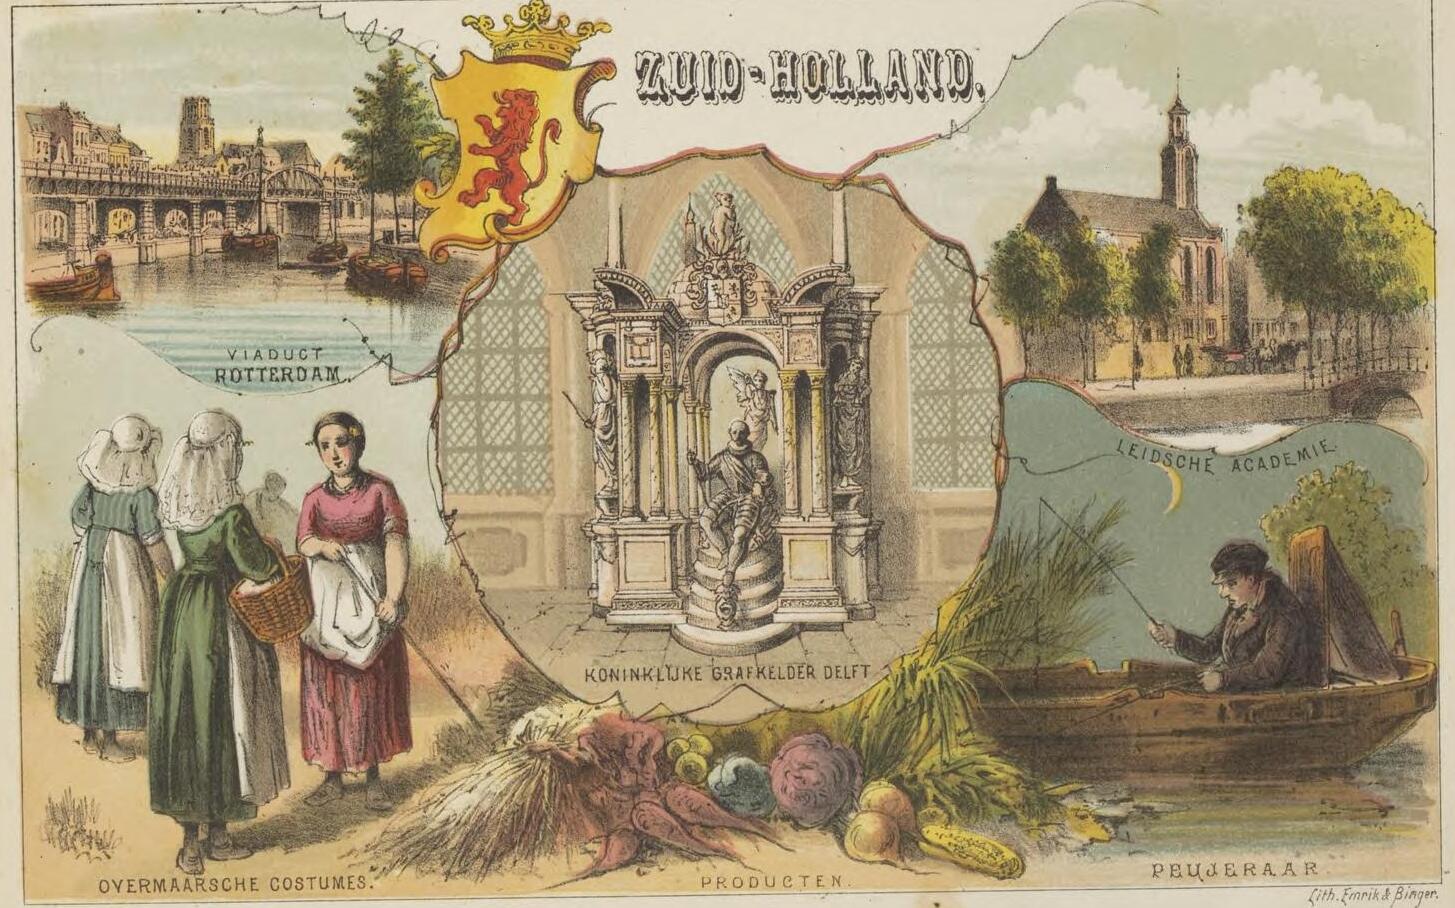 ZUID-HOLLAND.
VIADUCT
ROTTERDAM.
LEIDSCHE ACADEMIE.
KONINKLIJKE GRAFKELDER DELFT
OVERMAARSCHE COSTUMES.
PRODUCTEN.
PEUJERAAR
Lith. Emrik & Binger.